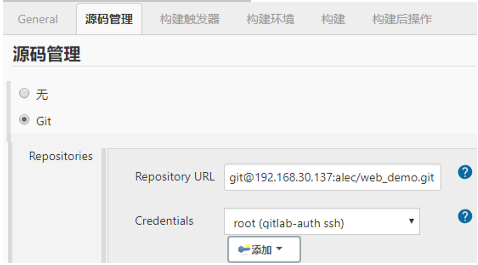 General 源码管理 构建触发器 构建环境 构建 构建后操作
源码管理
无
Git
Repositories
Repository URL git@192.168.30.137:alec/web_demo.git
Credentials root (gitlab-auth ssh)
添加